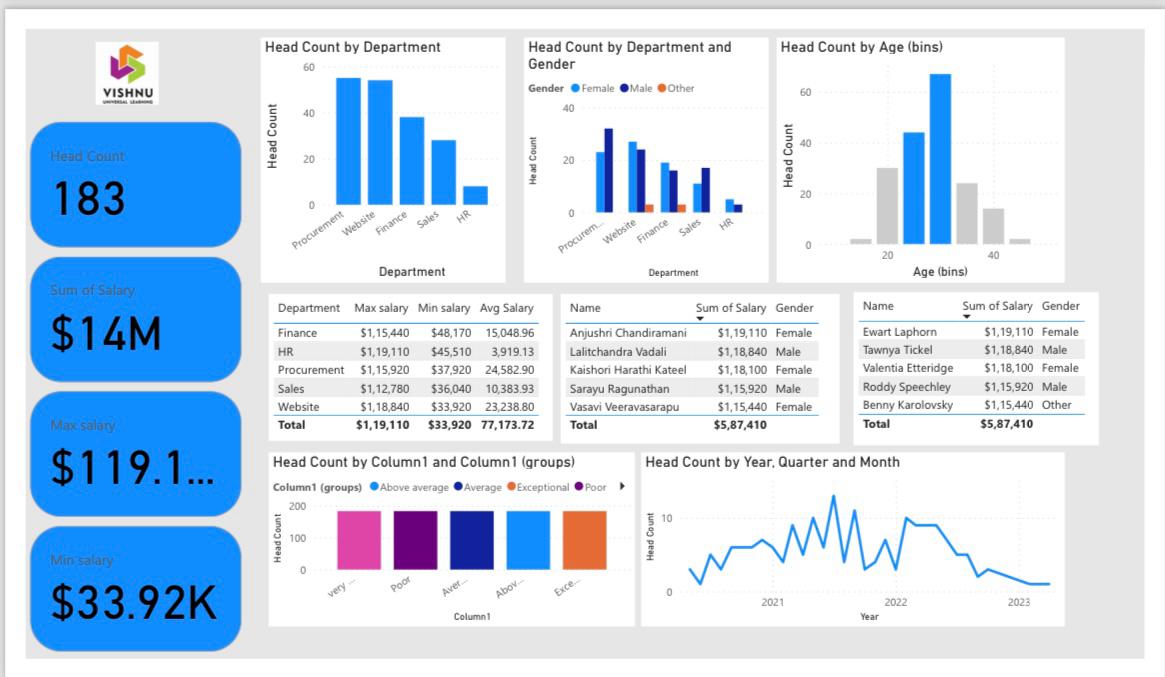 VISHNU
UNIVERSAL LEARNING
Head Count
183
Sum of Salary
$14M
Max salary
$119.1...
Min salary
$33.92K
Head Count by Department
Head Count
60
40
20
0
Procurement
Website
Finance
Sales
HR
Department
Head Count by Department and
Gender
Gender Female Male Other
Head Count
40
20
0
Procurem...
Website
Finance
Sales
HR
Department
Head Count by Age (bins)
Head Count
60
40
20
0
20 40
Age (bins)
Department Max salary Min salary Avg Salary
Finance $1,15,440 $48,170 15,048.96
HR $1,19,110 $45,510 3,919.13
Procurement $1,15,920 $37,920 24,582.90
Sales $1,12,780 $36,040 10,383.93
Website $1,18,840 $33,920 23,238.80
Total $1,19,110 $33,920 77,173.72
Name Sum of Salary Gender
Anjushri Chandiramani $1,19,110 Female
Lalitchandra Vadali $1,18,840 Male
Kaishori Harathi Kateel $1,18,100 Female
Sarayu Ragunathan $1,15,920 Male
Vasavi Veeravasarapu $1,15,440 Female
Total $5,87,410
Name Sum of Salary Gender
Ewart Laphorn $1,19,110 Female
Tawnya Tickel $1,18,840 Male
Valentia Etteridge $1,18,100 Female
Roddy Speechley $1,15,920 Male
Benny Karolovsky $1,15,440 Other
Total $5,87,410
Head Count by Column1 and Column1 (groups)
Column1 (groups) Above average Average Exceptional Poor
Head Count
200
100
0
very ...
Poor
Aver...
Abov...
Exce...
Column1
Head Count by Year, Quarter and Month
Head Count
10
0
2021 2022 2023
Year